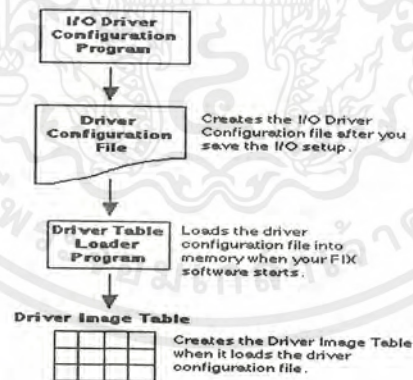 I/O Driver
Configuration
Program
Driver
Configuration
File
Creates the I/O Driver
Configuration file after you
save the I/O setup.
Driver Table
Loader
Program
Loads the driver
configuration file into
memory when your FIX
software starts.
Driver Image Table
Creates the Driver Image Table
when it loads the driver
configuration file.